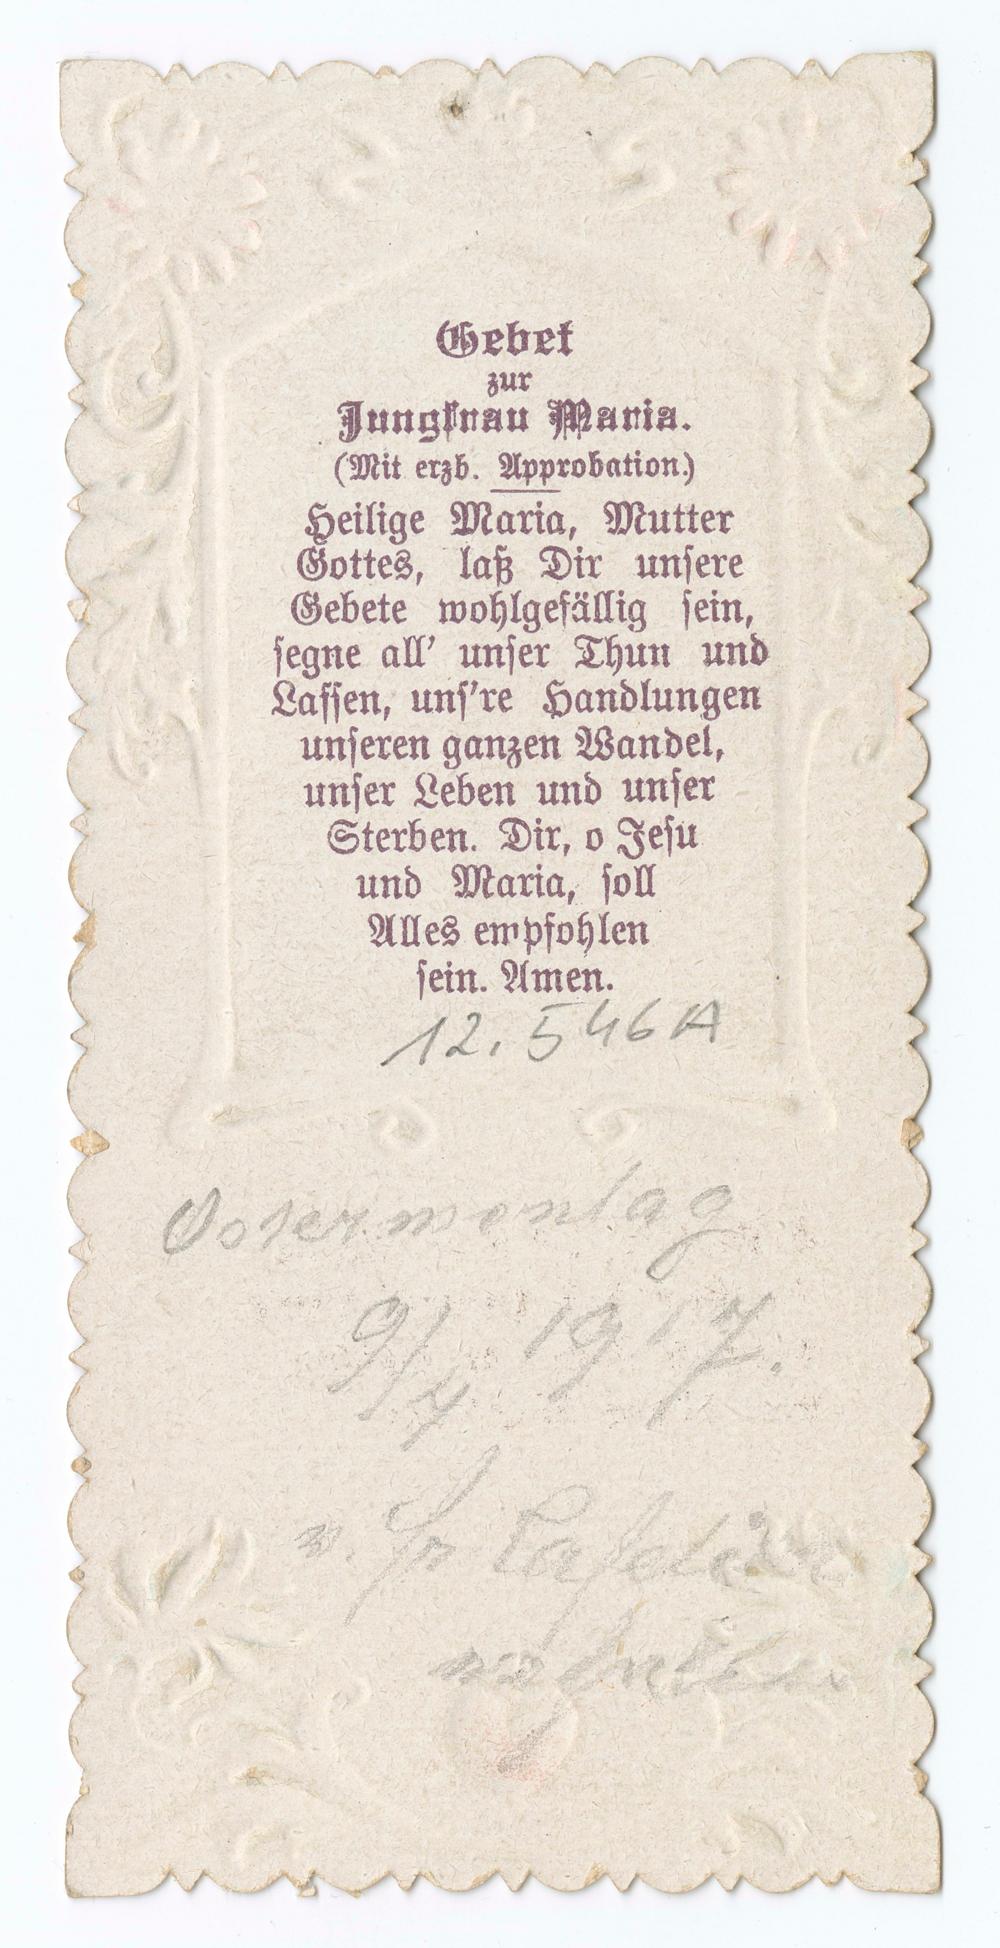 Gebet
zur
Jungfrau Maria.
(Mit erzb. Approbation.)
Heilige Maria, Mutter
Gottes, laß Dir unsere
Gebete wohlgefällig sein,
segne all' unser Thun und
Lassen, uns're Handlungen
unseren ganzen Wandel,
unser Leben und unser
Sterben. Dir, o Jesu
und Maria, soll
Alles empfohlen
sein. Amen.
12.546A
Ostermontag
9/4 1917.
v. Fr